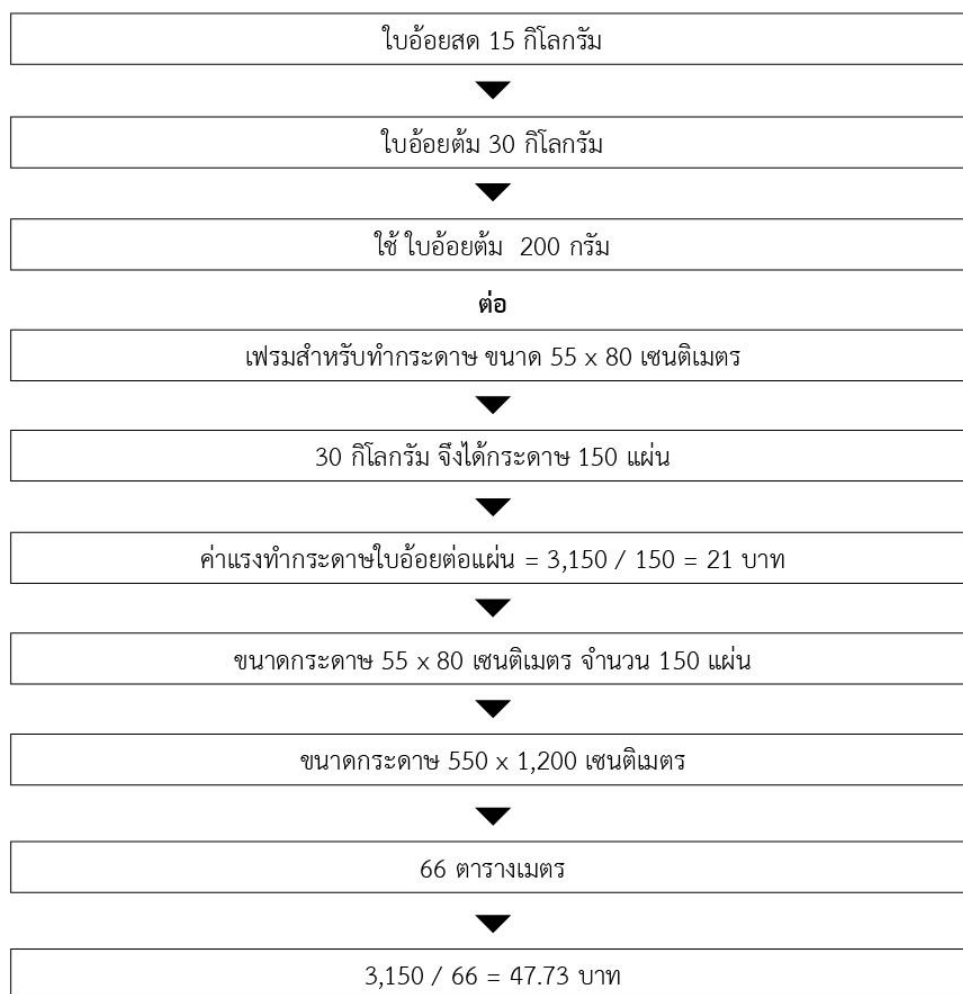 ใบอ้อยสด 15 กิโลกรัม
ใบอ้อยต้ม 30 กิโลกรัม
ใช้ ใบอ้อยต้ม 200 กรัม
ต่อ
เฟรมสำหรับทำกระดาษ ขนาด 55 x 80 เซนติเมตร
30 กิโลกรัม จึงได้กระดาษ 150 แผ่น
ค่าแรงทำกระดาษใบอ้อยต่อแผ่น = 3,150 / 150 = 21 บาท
ขนาดกระดาษ 55 x 80 เซนติเมตร จำนวน 150 แผ่น
ขนาดกระดาษ 550 x 1,200 เซนติเมตร
66 ตารางเมตร
3,150 / 66 = 47.73 บาท